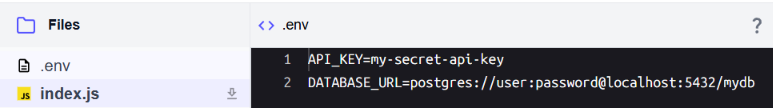 Files
.env
index.js
.env
?
1 API_KEY=my-secret-api-key
2 DATABASE_URL=postgres://user:password@localhost:5432/mydb
JS